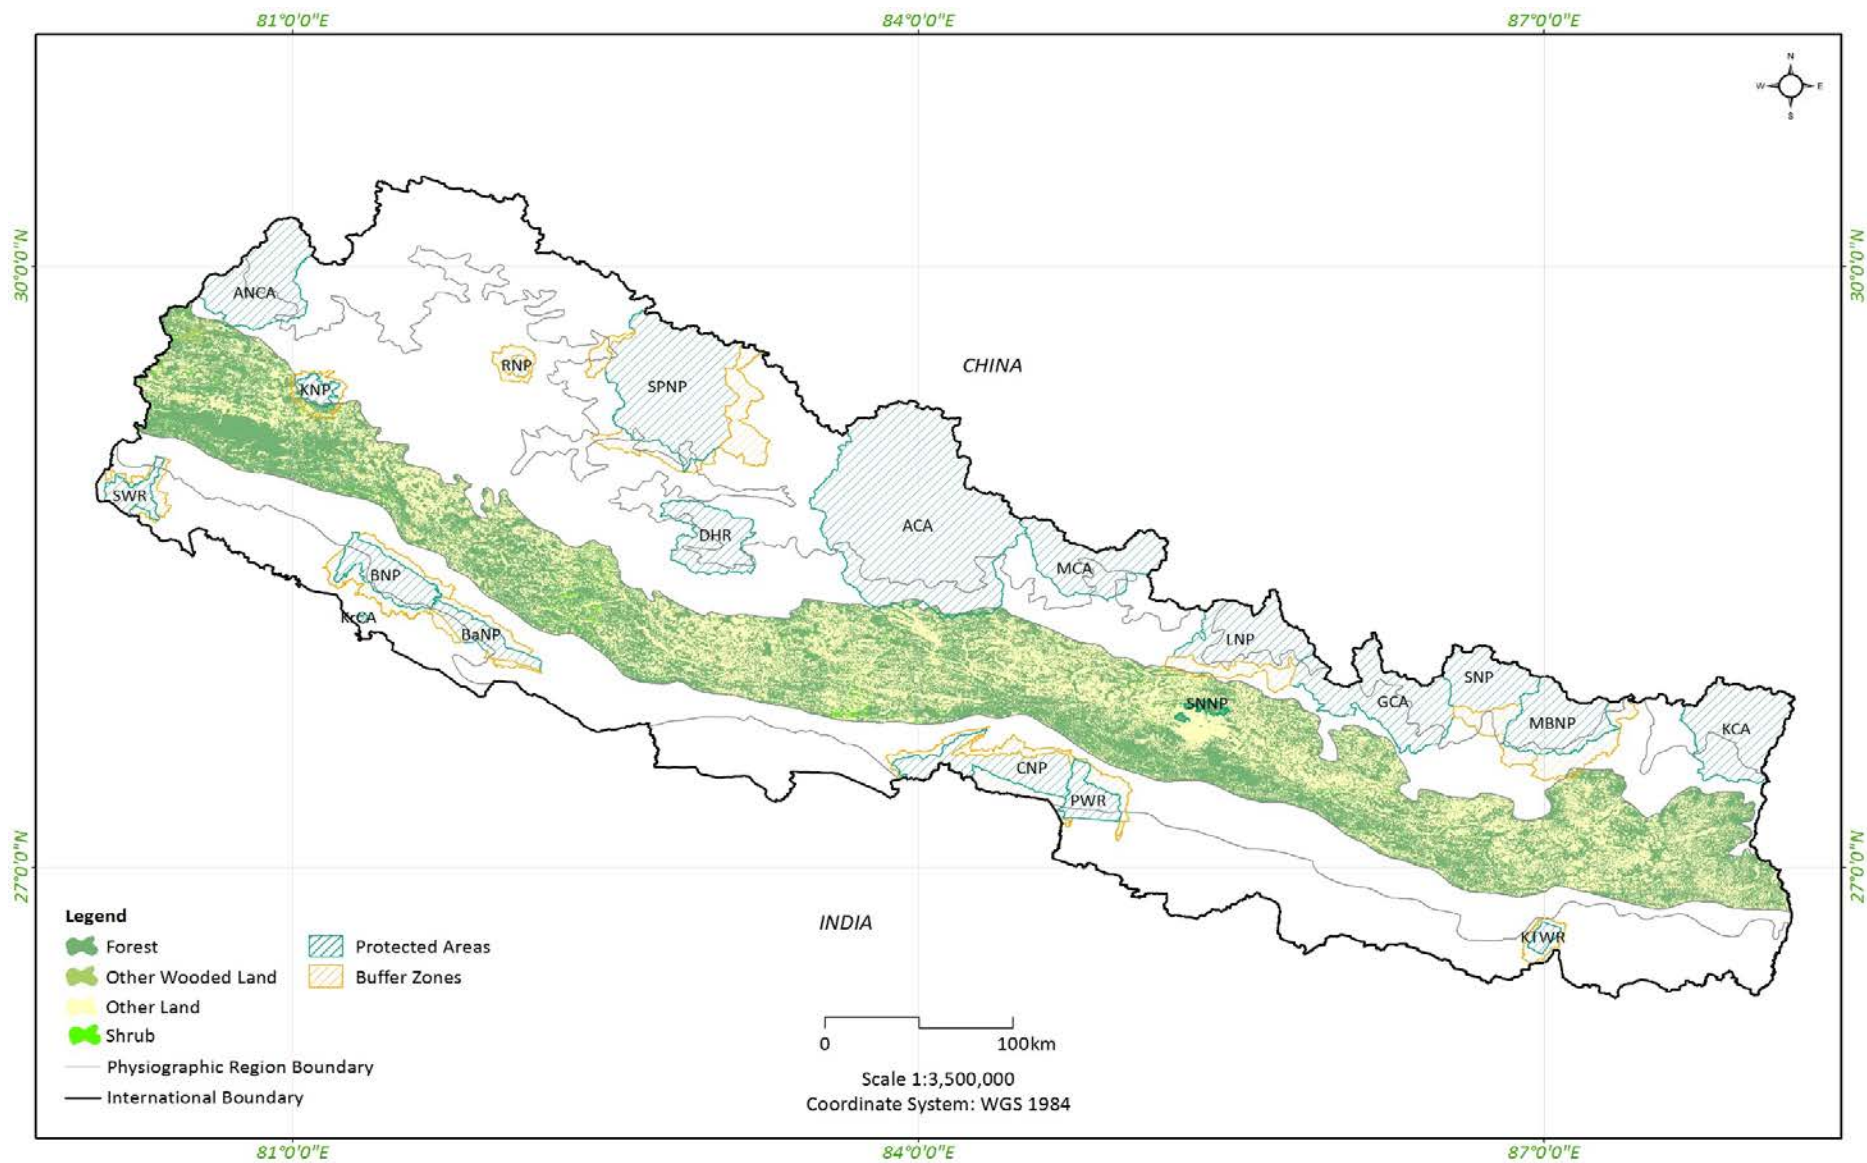 81°0'0"E 84°0'0"E 87°0'0"E
N
W E
S
30°0'0"N 30°0'0"N
ANCA
CHINA
RNP
SPNP
KNP
SWR
ACA
DHR
MCA
BNP
KrCA
BaNP
LNP
SNP
SNNP
GCA
MBNP
KCA
CNP
PWR
27°0'0"N 27°0'0"N
INDIA
KTWR
Legend
Forest
Other Wooded Land
Other Land
Shrub
Physiographic Region Boundary
International Boundary
Protected Areas
Buffer Zones
0 100km
Scale 1:3,500,000
Coordinate System: WGS 1984
81°0'0"E 84°0'0"E 87°0'0"E